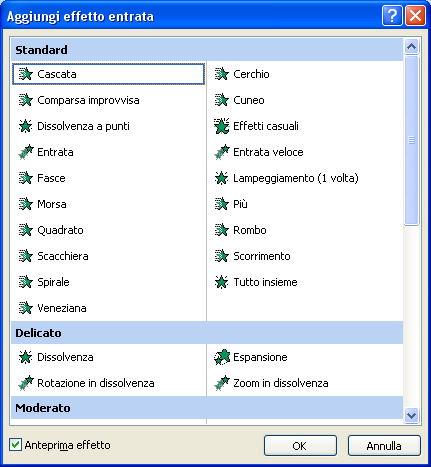 Aggiungi effetto entrata
Standard
Cascata Cerchio
Comparsa improvvisa Cuneo
Dissolvenza a punti Effetti casuali
Entrata Entrata veloce
Fasce Lampeggiamento (1 volta)
Morsa Più
Quadrato Rombo
Scacchiera Scorrimento
Spirale Tutto insieme
Veneziana
Delicato
Dissolvenza Espansione
Rotazione in dissolvenza Zoom in dissolvenza
Moderato
Anteprima effetto OK Annulla